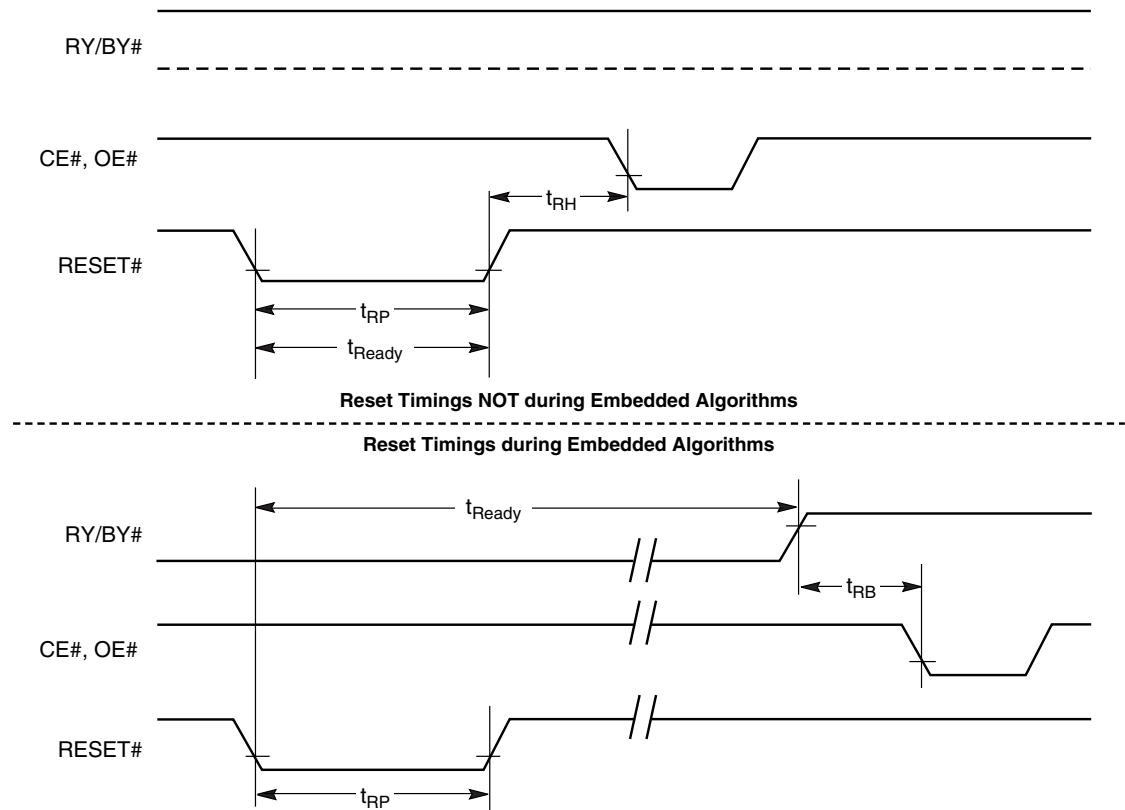 RY/BY#
CE#, OE#
tRH
RESET#
tRP
tReady
Reset Timings NOT during Embedded Algorithms
Reset Timings during Embedded Algorithms
tReady
RY/BY#
tRB
CE#, OE#
RESET#
tRP